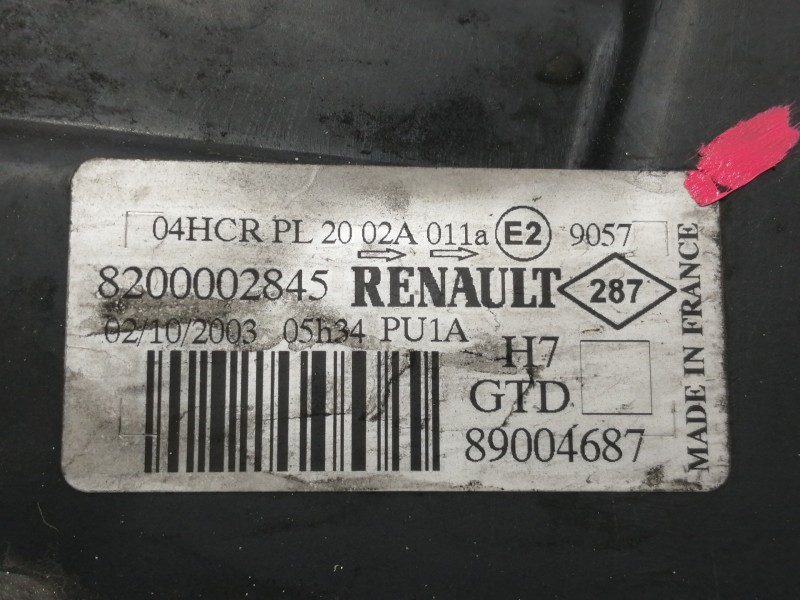 04HCR PL 20 02A 011a E2 9057
8200002845 RENAULT 287
02/10/2003 05h34 PU1A
H7
GTD
89004687
MADE IN FRANCE